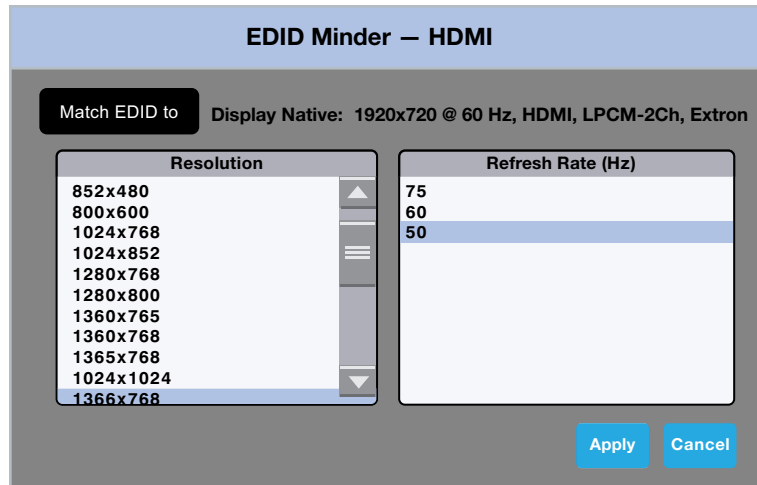 EDID Minder — HDMI
Match EDID to
Display Native: 1920x720 @ 60 Hz, HDMI, LPCM-2Ch, Extron
Resolution
852x480
800x600
1024x768
1024x852
1280x768
1280x800
1360x765
1360x768
1365x768
1024x1024
1366x768
Refresh Rate (Hz)
75
60
50
Apply
Cancel